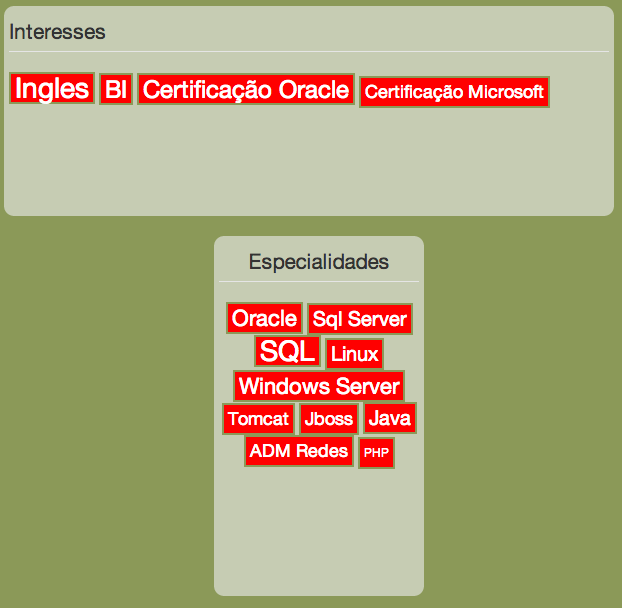 Interesses
Ingles BI Certificação Oracle Certificação Microsoft
Especialidades
Oracle Sql Server
SQL Linux
Windows Server
Tomcat Jboss Java
ADM Redes PHP